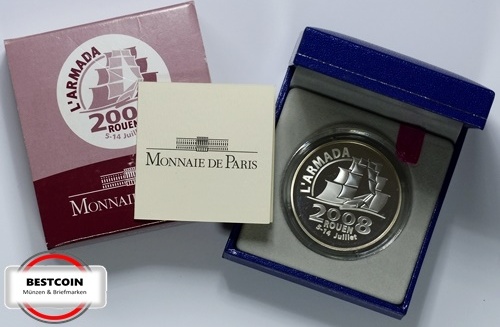 L'ARMADA
2008
ROUEN
5-14 Juillet
MONNAIE
MONNAIE DE PARIS
L'ARMADA
2008
ROUEN
5-14 Juillet
BESTCOIN
Münzen & Briefmarken